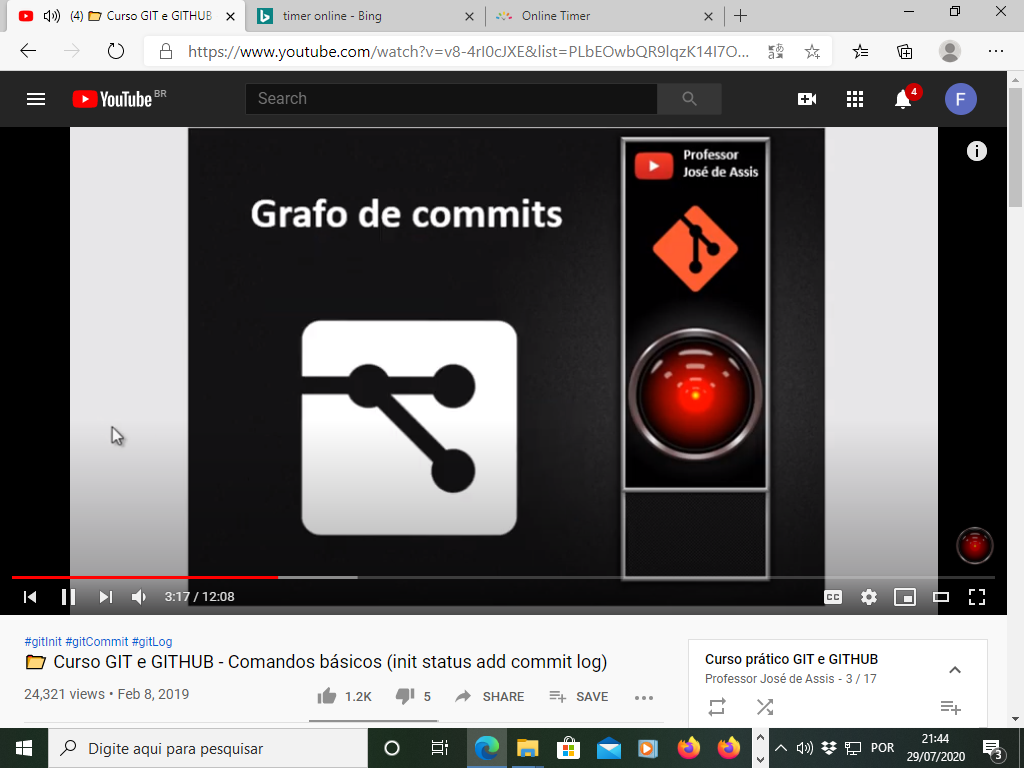 (4) 📂 Curso GIT e GITHUB
timer online - Bing
Online Timer
https://www.youtube.com/watch?v=v8-4rI0cJXE&list=PLbEOwbQR9lqzK14I7O...
YouTube BR
Search
4
F
Professor
José de Assis
Grafo de commits
3:17 / 12:08
CC
#gitInit #gitCommit #gitLog
📂 Curso GIT e GITHUB - Comandos básicos (init status add commit log)
24,321 views • Feb 8, 2019
1.2K
5
SHARE
SAVE
Curso prático GIT e GITHUB
Professor José de Assis - 3 / 17
Digite aqui para pesquisar
POR
21:44
29/07/2020
3